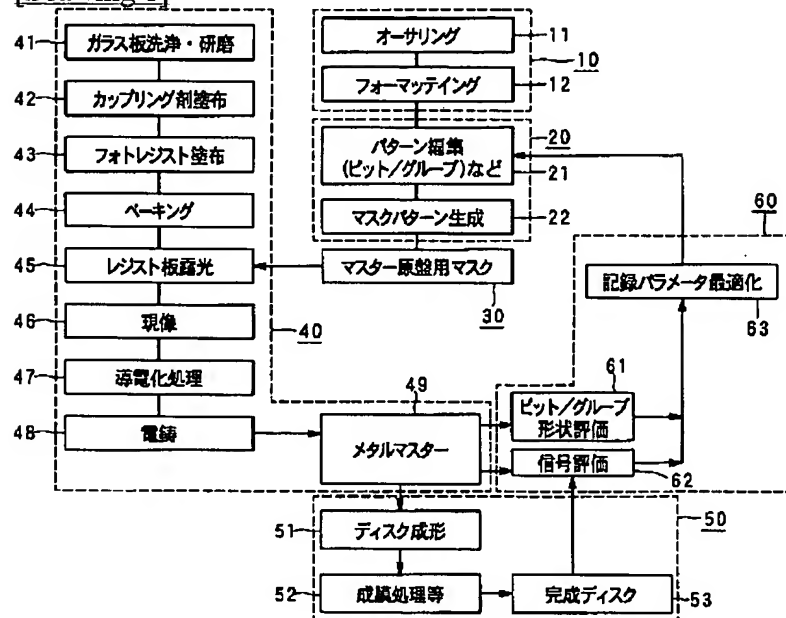 41
ガラス板洗浄・研磨
42
カップリング剤塗布
43
フォトレジスト塗布
44
ベーキング
45
レジスト板露光
46
現像
47
導電化処理
48
電鋳
40
オーサリング
11
10
フォーマッテイング
12
パターン編集
(ピット/グループ)など
20
21
マスクパターン生成
22
マスター原盤用マスク
30
60
記録パラメータ最適化
63
49
メタルマスター
61
ピット/グループ
形状評価
信号評価
62
51
ディスク成形
50
52
成膜処理等
完成ディスク
53